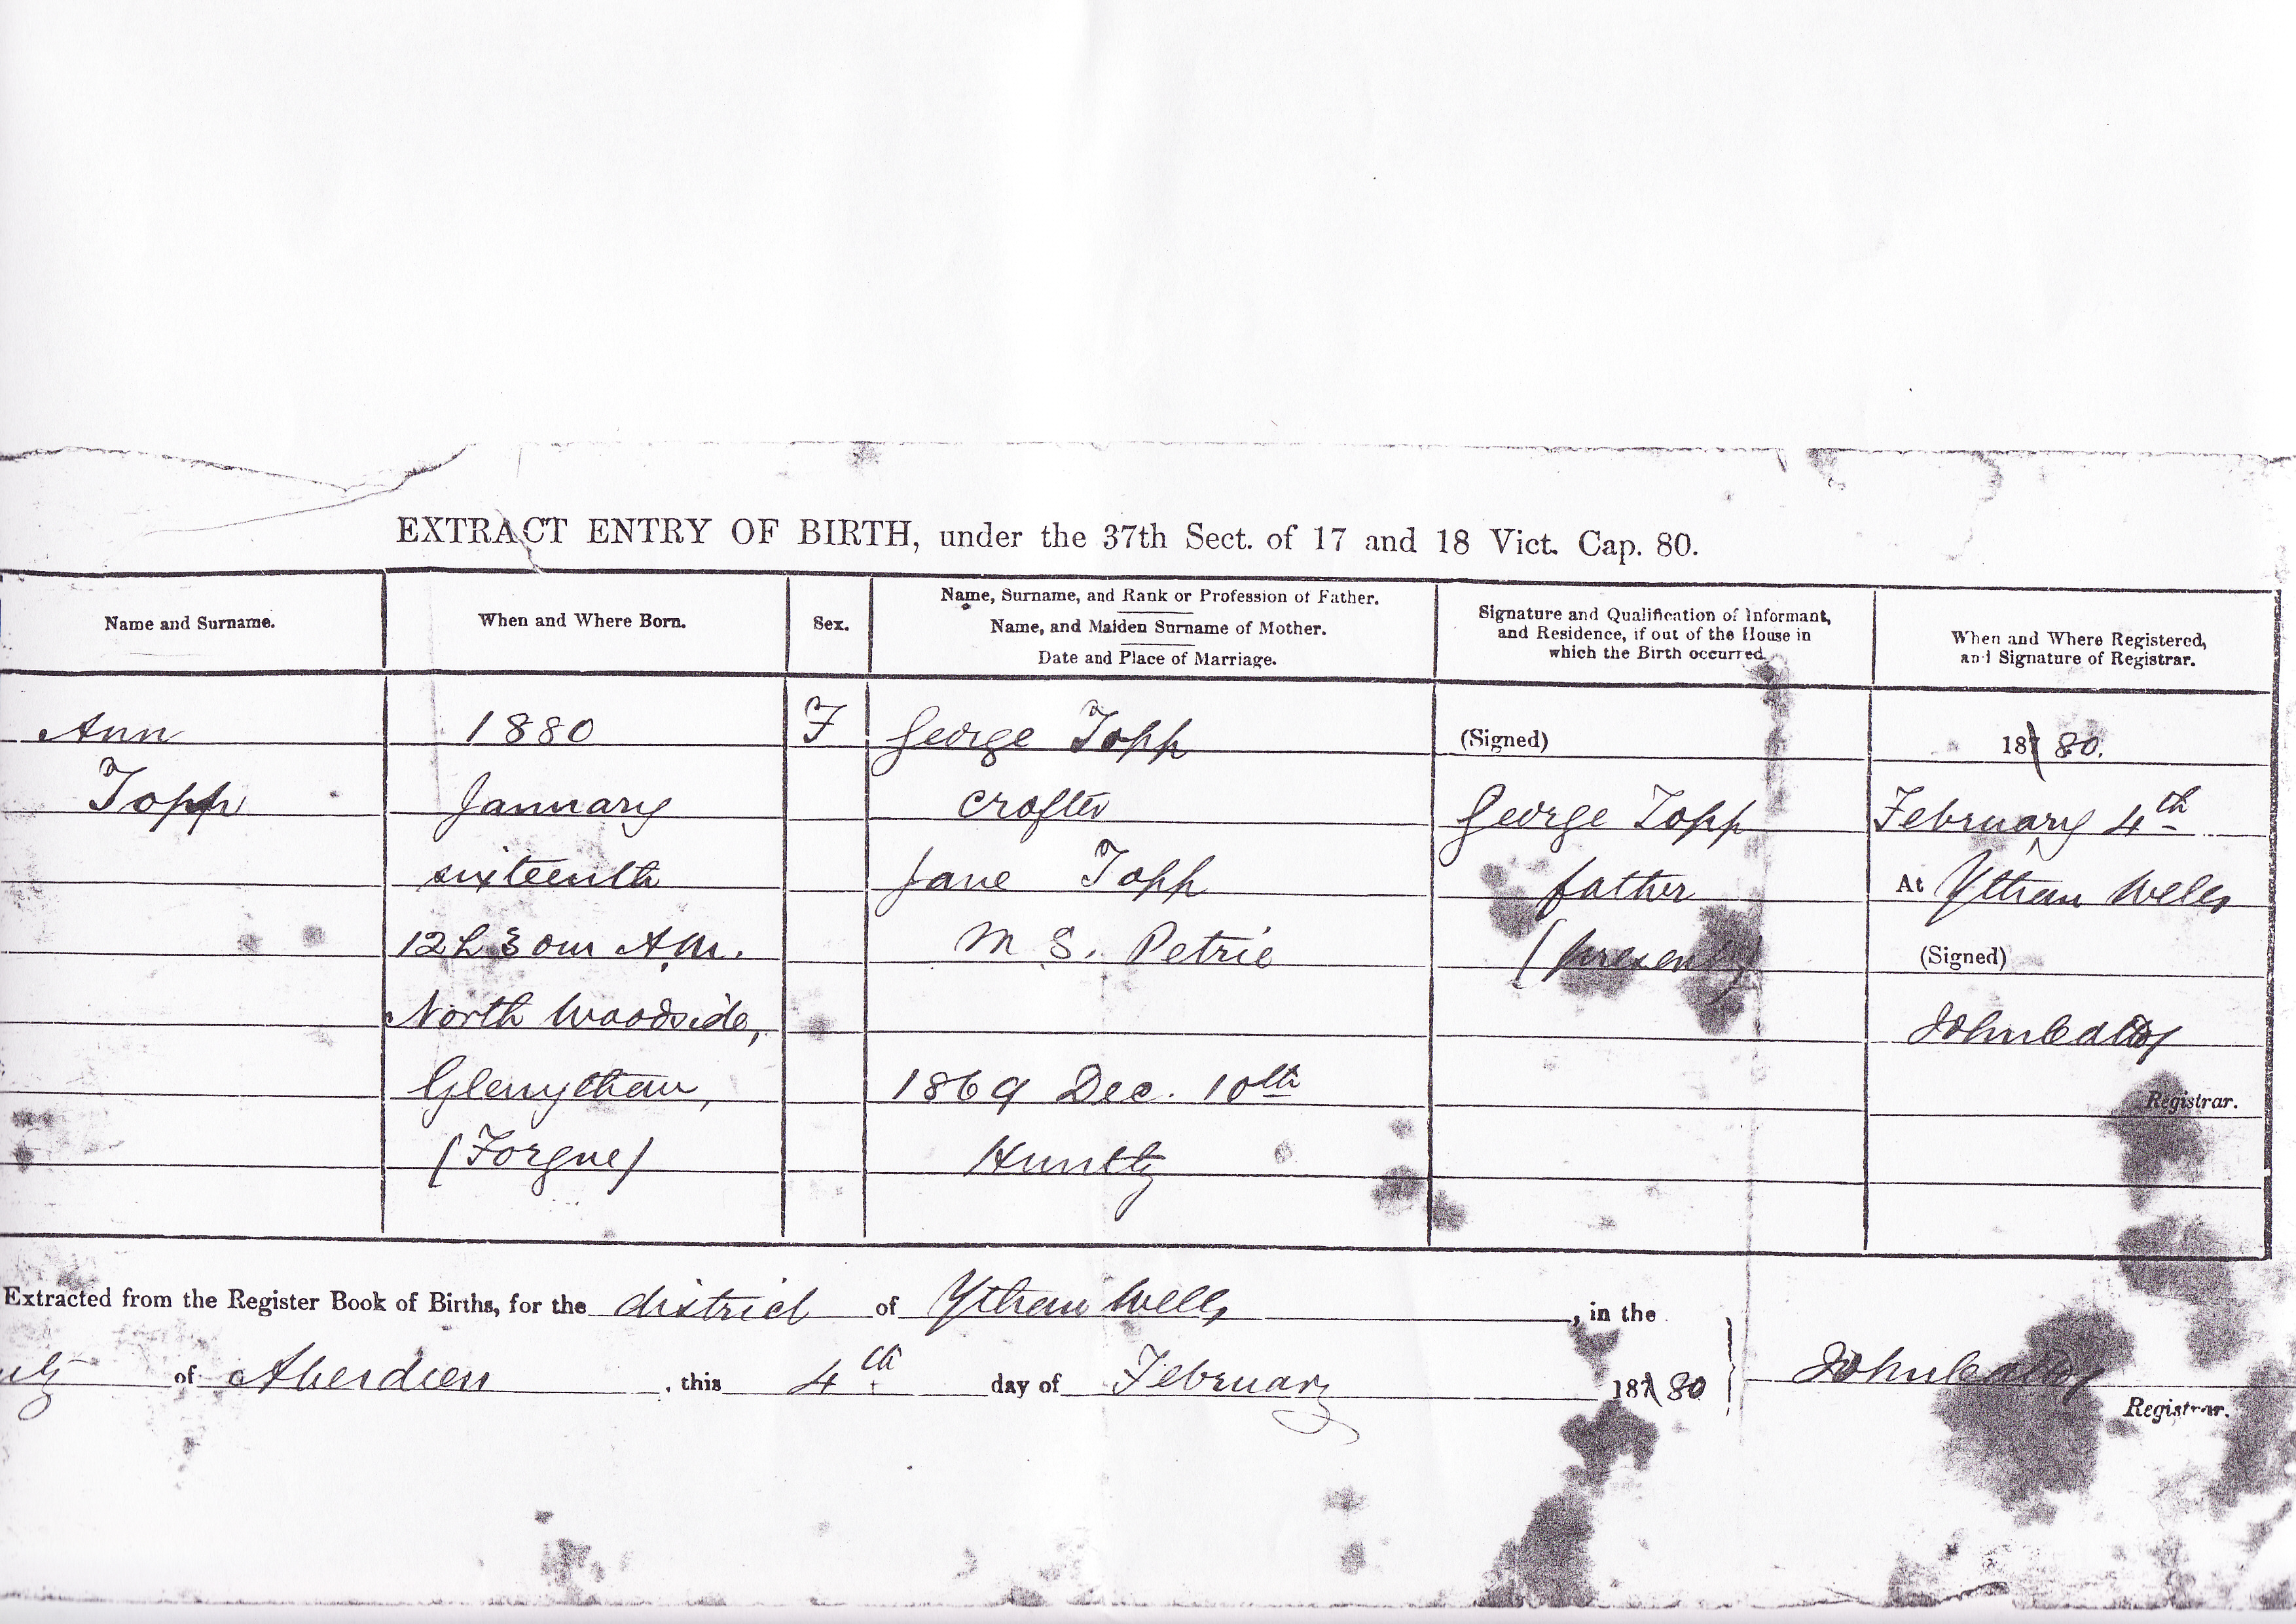 EXTRACT ENTRY OF BIRTH, under the 37th Sect. of 17 and 18 Vict. Cap. 80.
Name and Surname.
When and Where Born.
Sex.
Name, Surname, and Rank or Profession of Father.
Name, and Maiden Surname of Mother.
Date and Place of Marriage.
Signature and Qualification of Informant,
and Residence, if out of the House in
which the Birth occurred.
When and Where Registered,
and Signature of Registrar.
Ann
Topp
1880
January
sixteenth
12h 30m A.M.
North Woodside,
Glenythan,
(Forgue)
F
George Topp
crofter
Jane Topp
M S. Petrie
1869 Dec. 10th
Huntly
(Signed)
George Topp
father
(present)
1880.
February 4th
At Ythan Wells
(Signed)
John
Registrar.
Extracted from the Register Book of Births, for the district of Ythan Wells, in the
of Aberdeen, this 4th day of February 1880
John
Registrar.